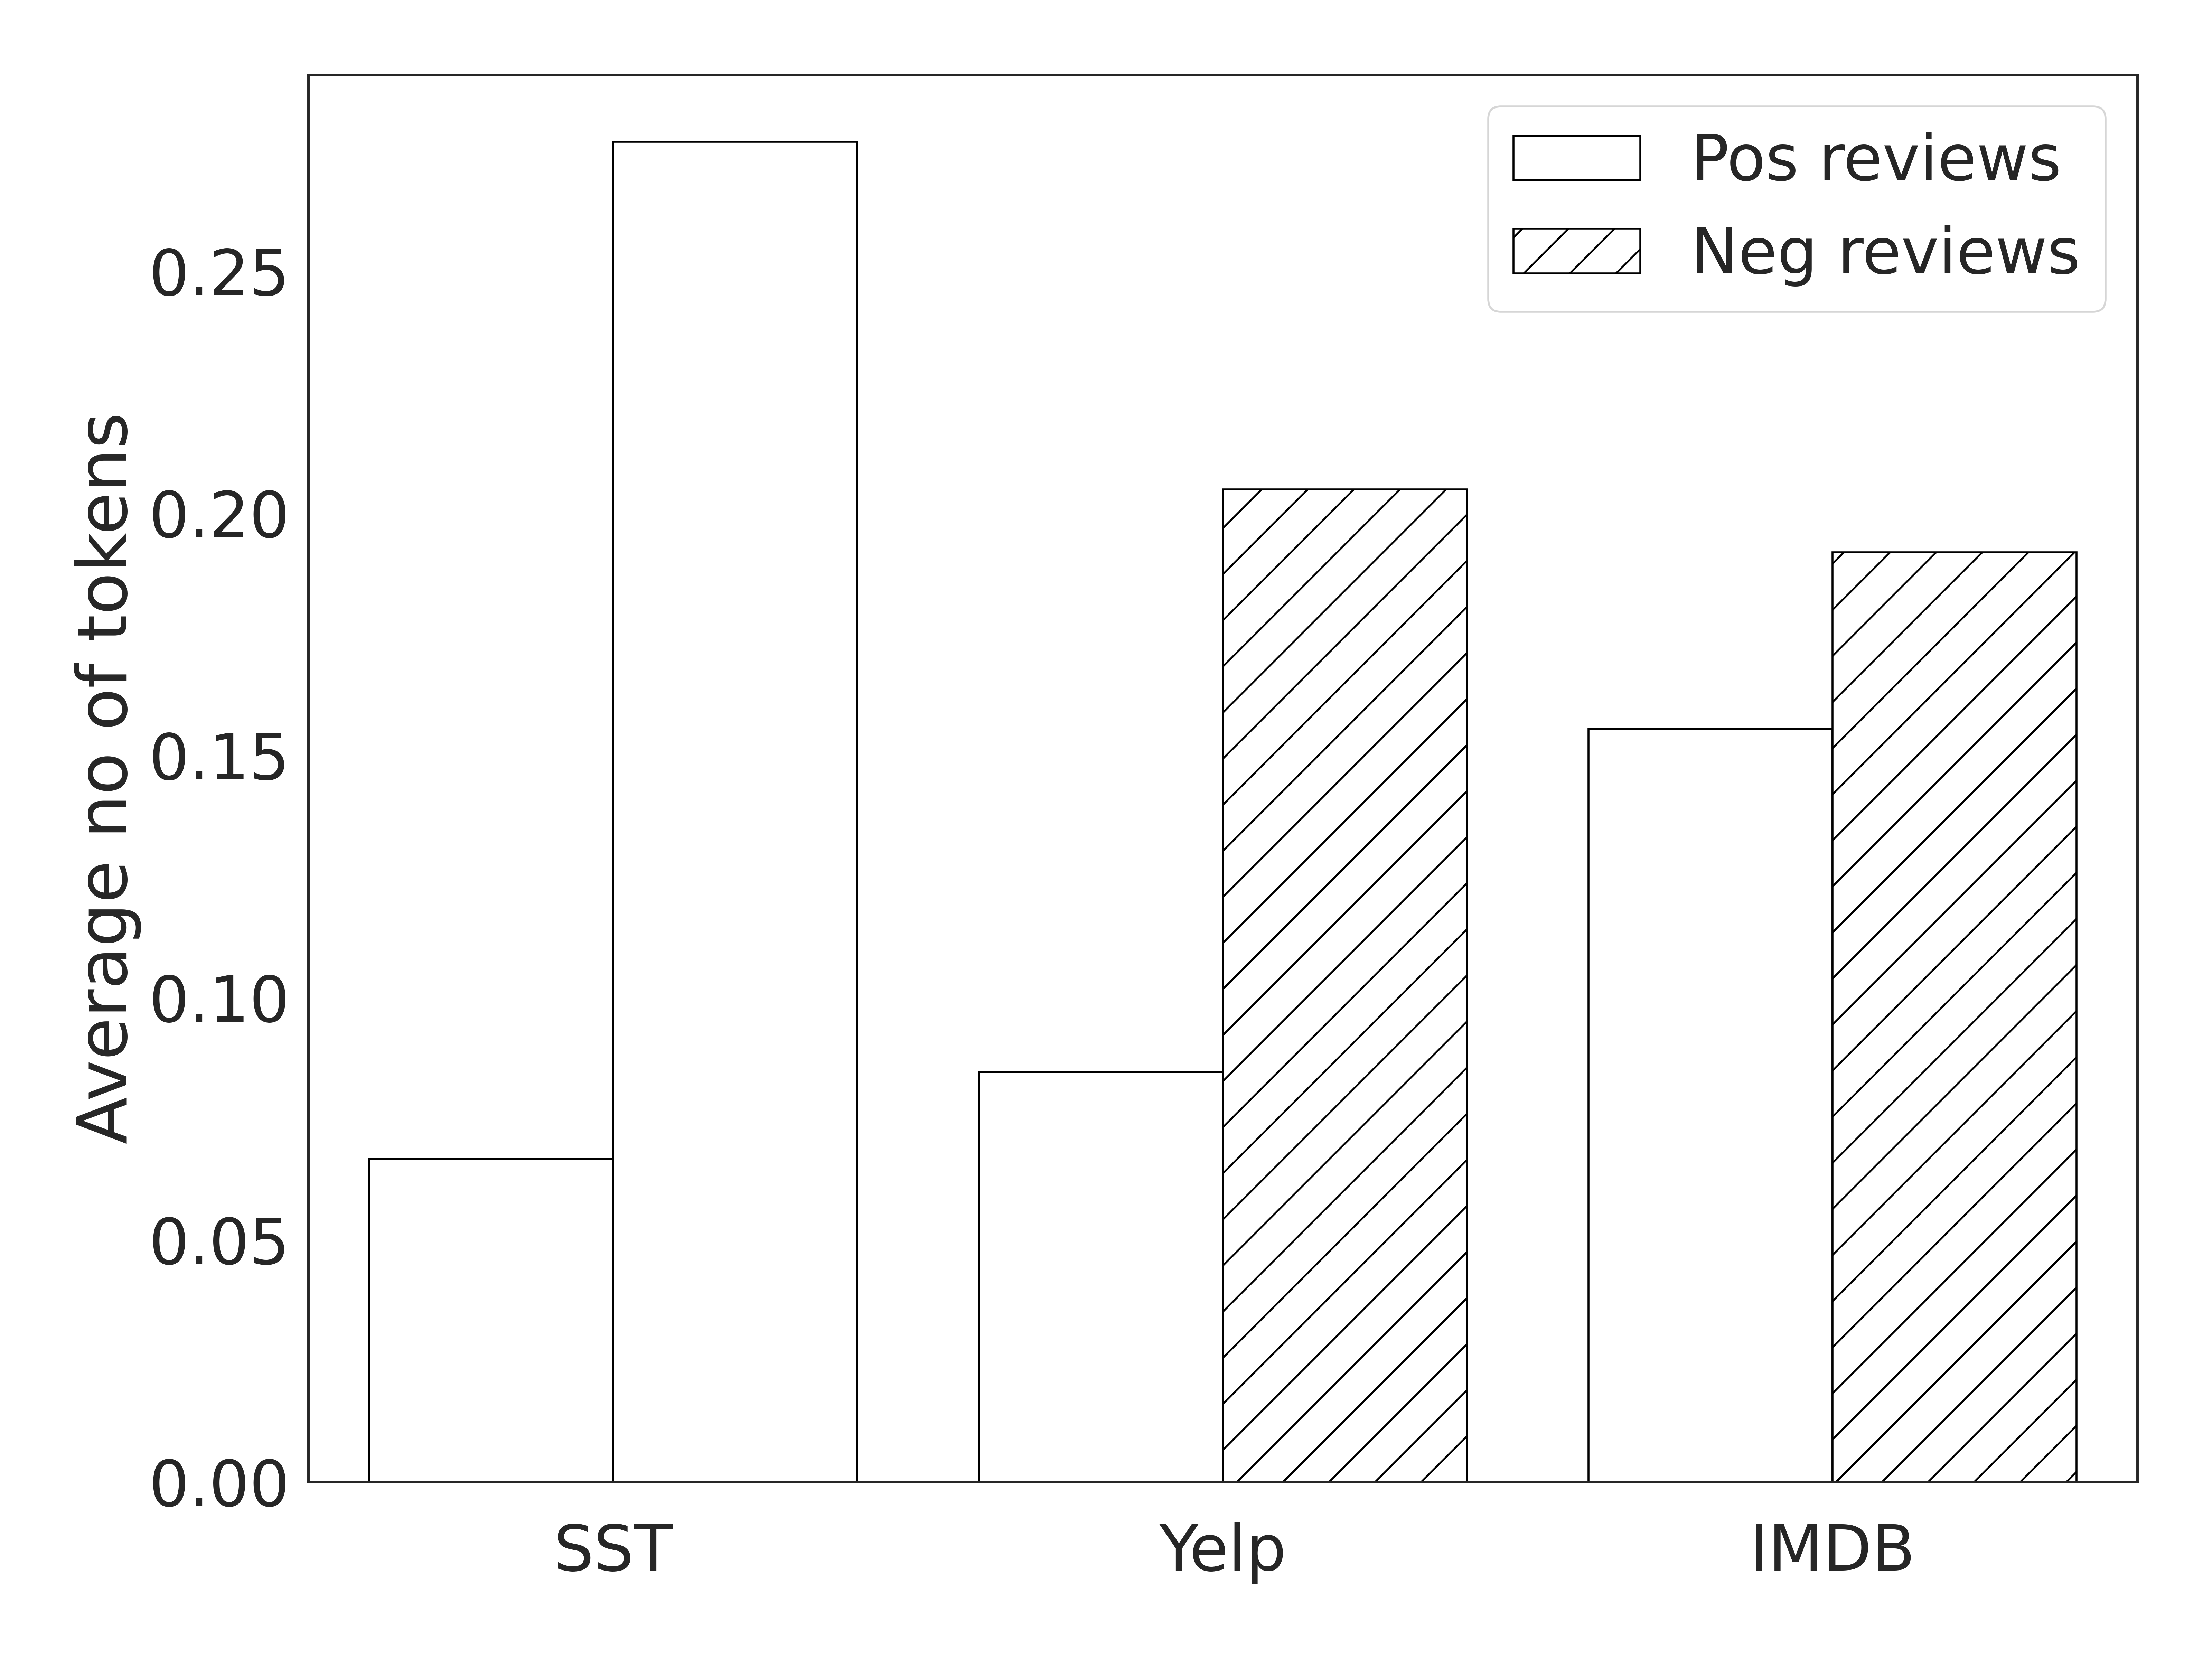 Pos reviews
Neg reviews
Average no of tokens
0.25
0.20
0.15
0.10
0.05
0.00
SST
Yelp
IMDB